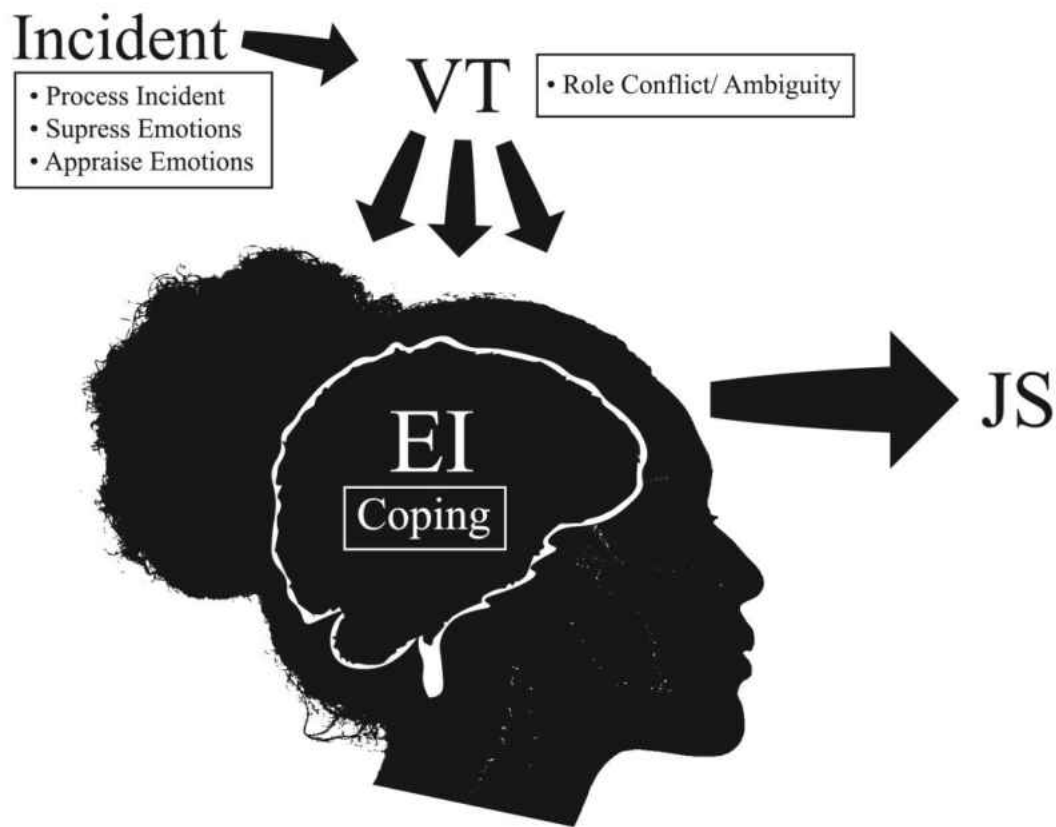 Incident
• Process Incident
• Supress Emotions
• Appraise Emotions
VT
• Role Conflict/ Ambiguity
EI
Coping
JS